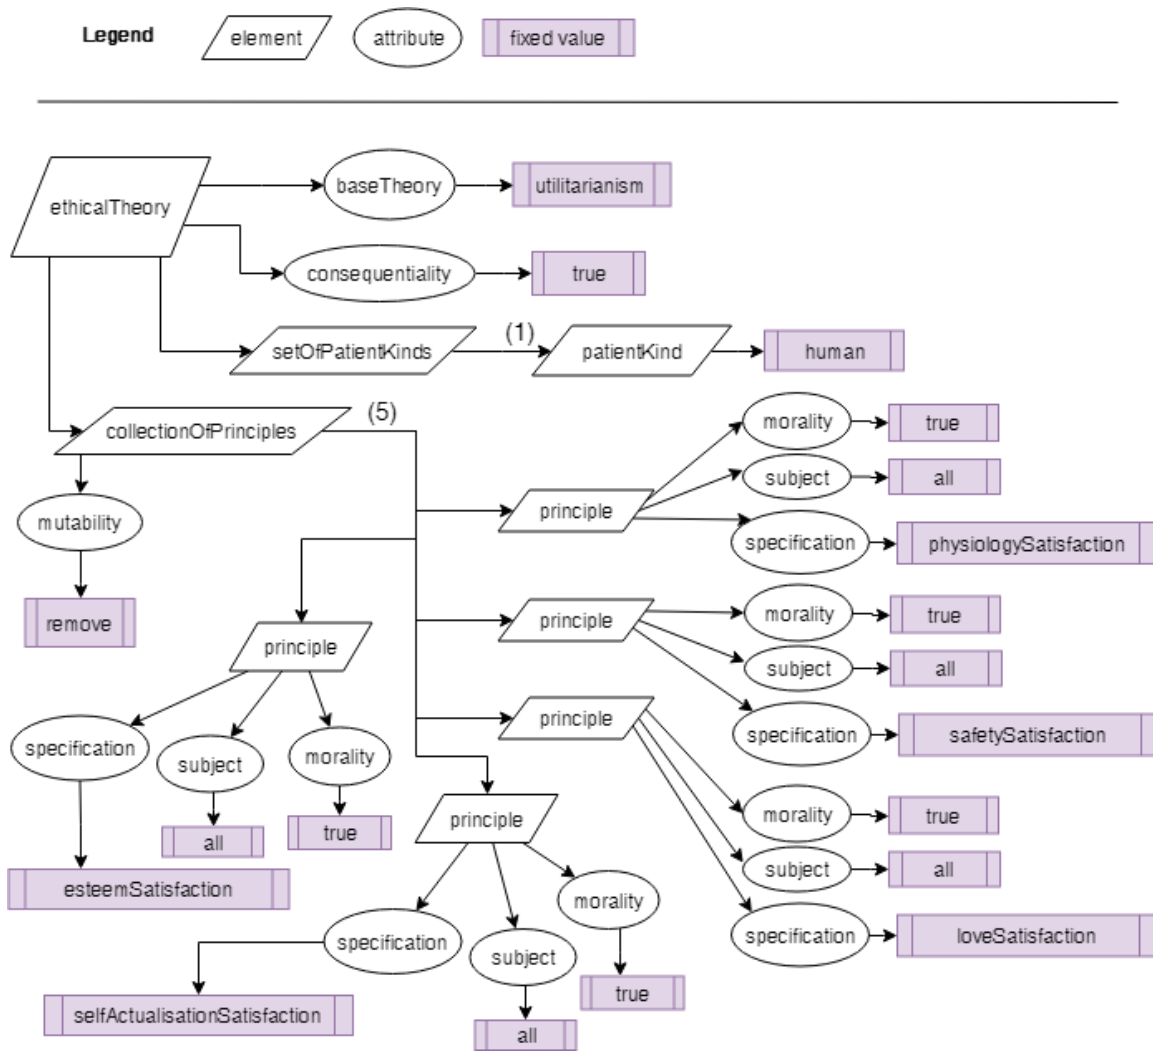 Legend
element
attribute
fixed value
ethicalTheory
baseTheory
utilitarianism
consequentiality
true
setOfPatientKinds
(1)
patientKind
human
collectionOfPrinciples
(5)
mutability
remove
principle
morality
true
subject
all
specification
physiologySatisfaction
principle
morality
true
subject
all
specification
safetySatisfaction
principle
morality
true
subject
all
specification
loveSatisfaction
principle
specification
subject
morality
esteemSatisfaction
all
true
principle
specification
subject
morality
selfActualisationSatisfaction
all
true